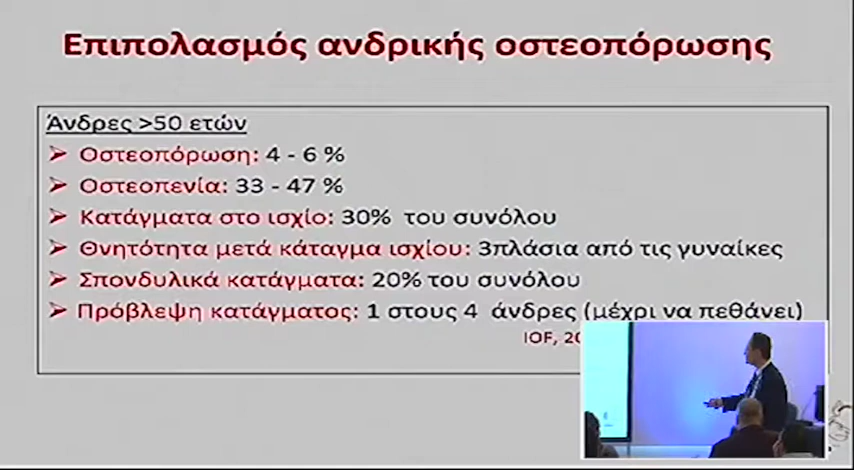 Επιπολασμός ανδρικής οστεοπόρωσης
Άνδρες >50 ετών
➢ Οστεοπόρωση: 4 - 6 %
➢ Οστεοπενία: 33 - 47 %
➢ Κατάγματα στο ισχίο: 30% του συνόλου
➢ Θνητότητα μετά κάταγμα ισχίου: 3πλάσια από τις γυναίκες
➢ Σπονδυλικά κατάγματα: 20% του συνόλου
➢ Πρόβλεψη κατάγματος: 1 στους 4 άνδρες (μέχρι να πεθάνει)
IOF,